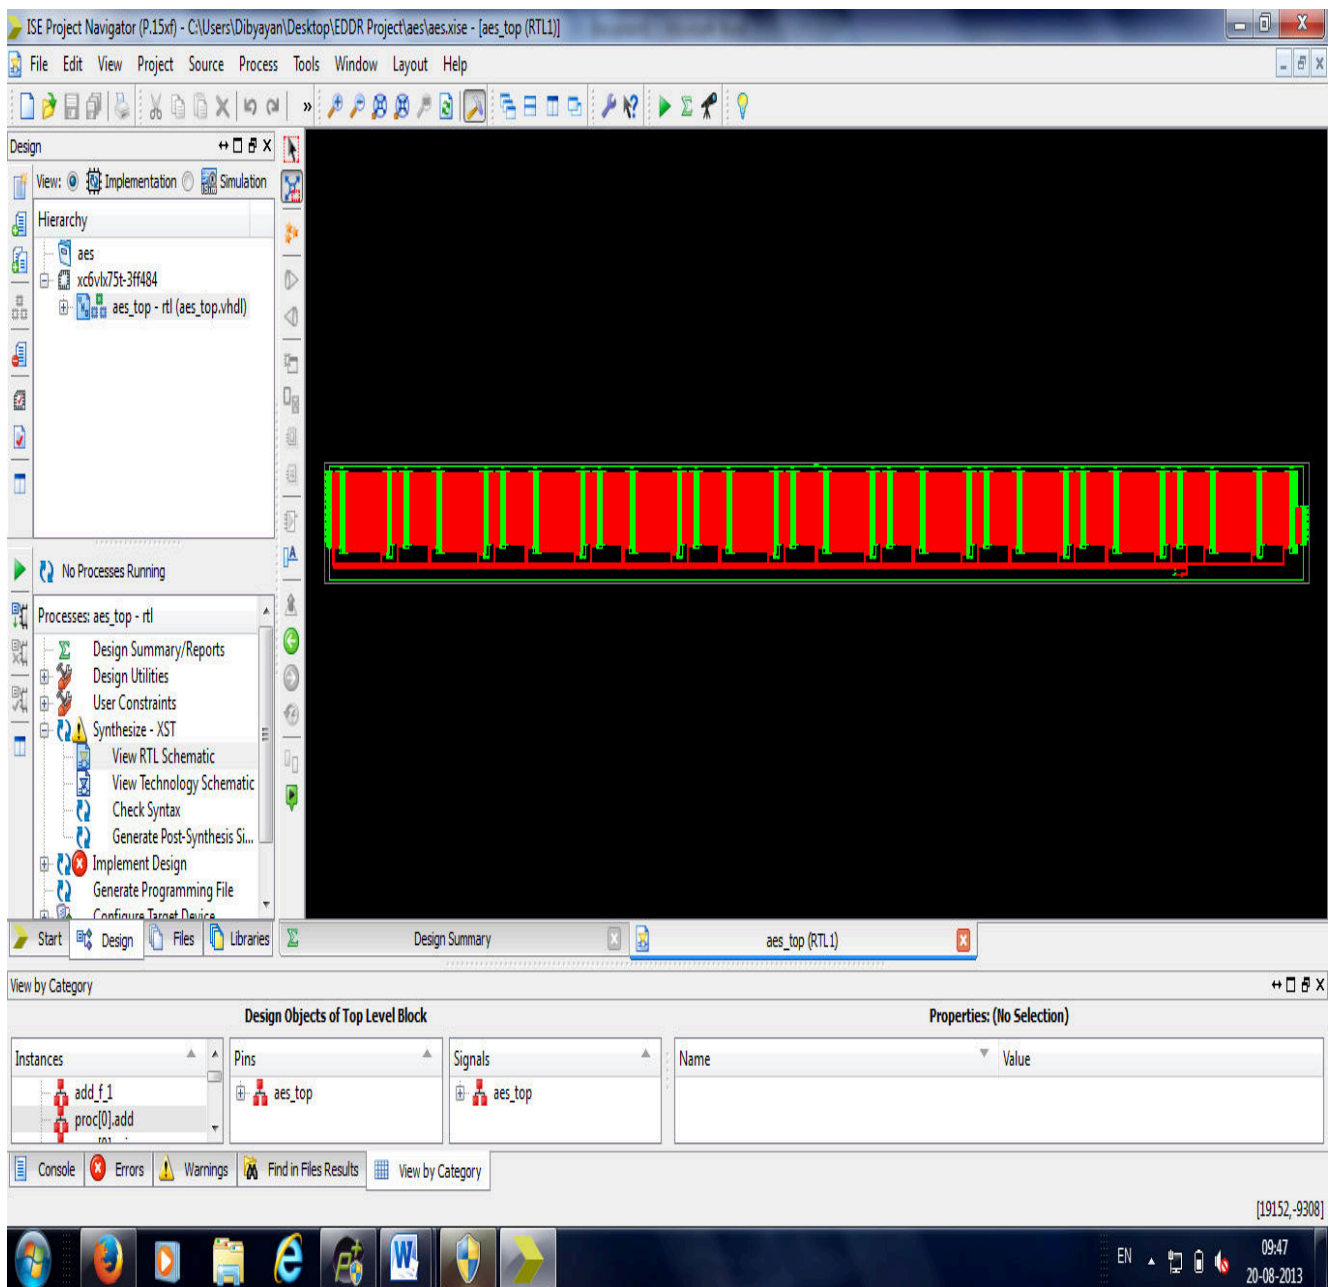 ISE Project Navigator (P.15xf) - C:\Users\Dibyayan\Desktop\EDDR Project\aes\aes.xise - [aes_top (RTL1)]
File Edit View Project Source Process Tools Window Layout Help
Design
View: Implementation Simulation
Hierarchy
aes
xc6vlx75t-3ff484
aes_top - rtl (aes_top.vhdl)
No Processes Running
Processes: aes_top - rtl
Design Summary/Reports
Design Utilities
User Constraints
Synthesize - XST
View RTL Schematic
View Technology Schematic
Check Syntax
Generate Post-Synthesis Si...
Implement Design
Generate Programming File
Configure Target Device
Start Design Files Libraries
Design Summary
aes_top (RTL1)
View by Category
Design Objects of Top Level Block
Properties: (No Selection)
Instances Pins Signals Name Value
add_f_1 aes_top aes_top
proc[0].add
Console Errors Warnings Find in Files Results View by Category
[19152,-9308]
EN 09:47
20-08-2013